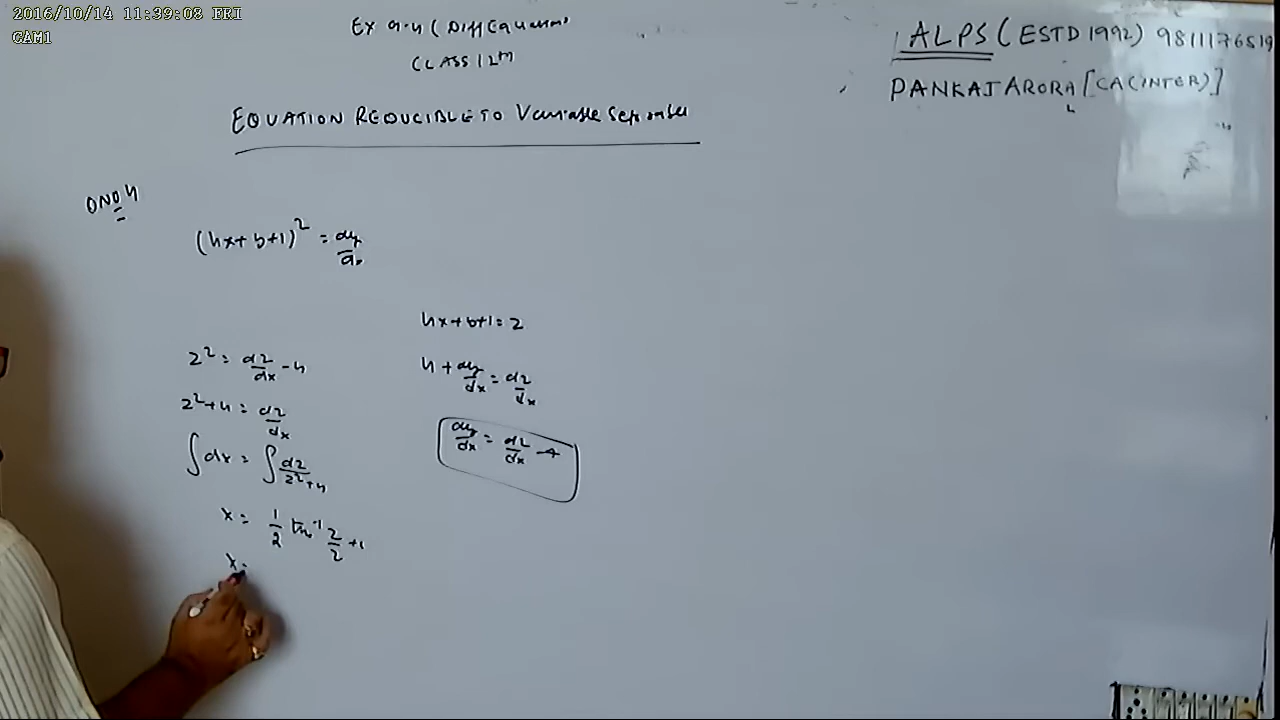 2016/10/14 11:39:08 FRI
CAM1
Ex 9.4 (Diff Equation)
CLASS 12th
ALPS (ESTD 1992) 9811176519
PANKAJ ARORA [CA (INTER)]
EQUATION REDUCIBLE TO Variable Separable
QNO 4
(4x+y+1)² = dy/dx
4x+y+1 = z
z² = dz/dx - 4
4 + dy/dx = dz/dx
z² + 4 = dz/dx
dy/dx = dz/dx - 4
∫dx = ∫dz/z²+4
x = 1/2 tan⁻¹ z/2 + c
x =